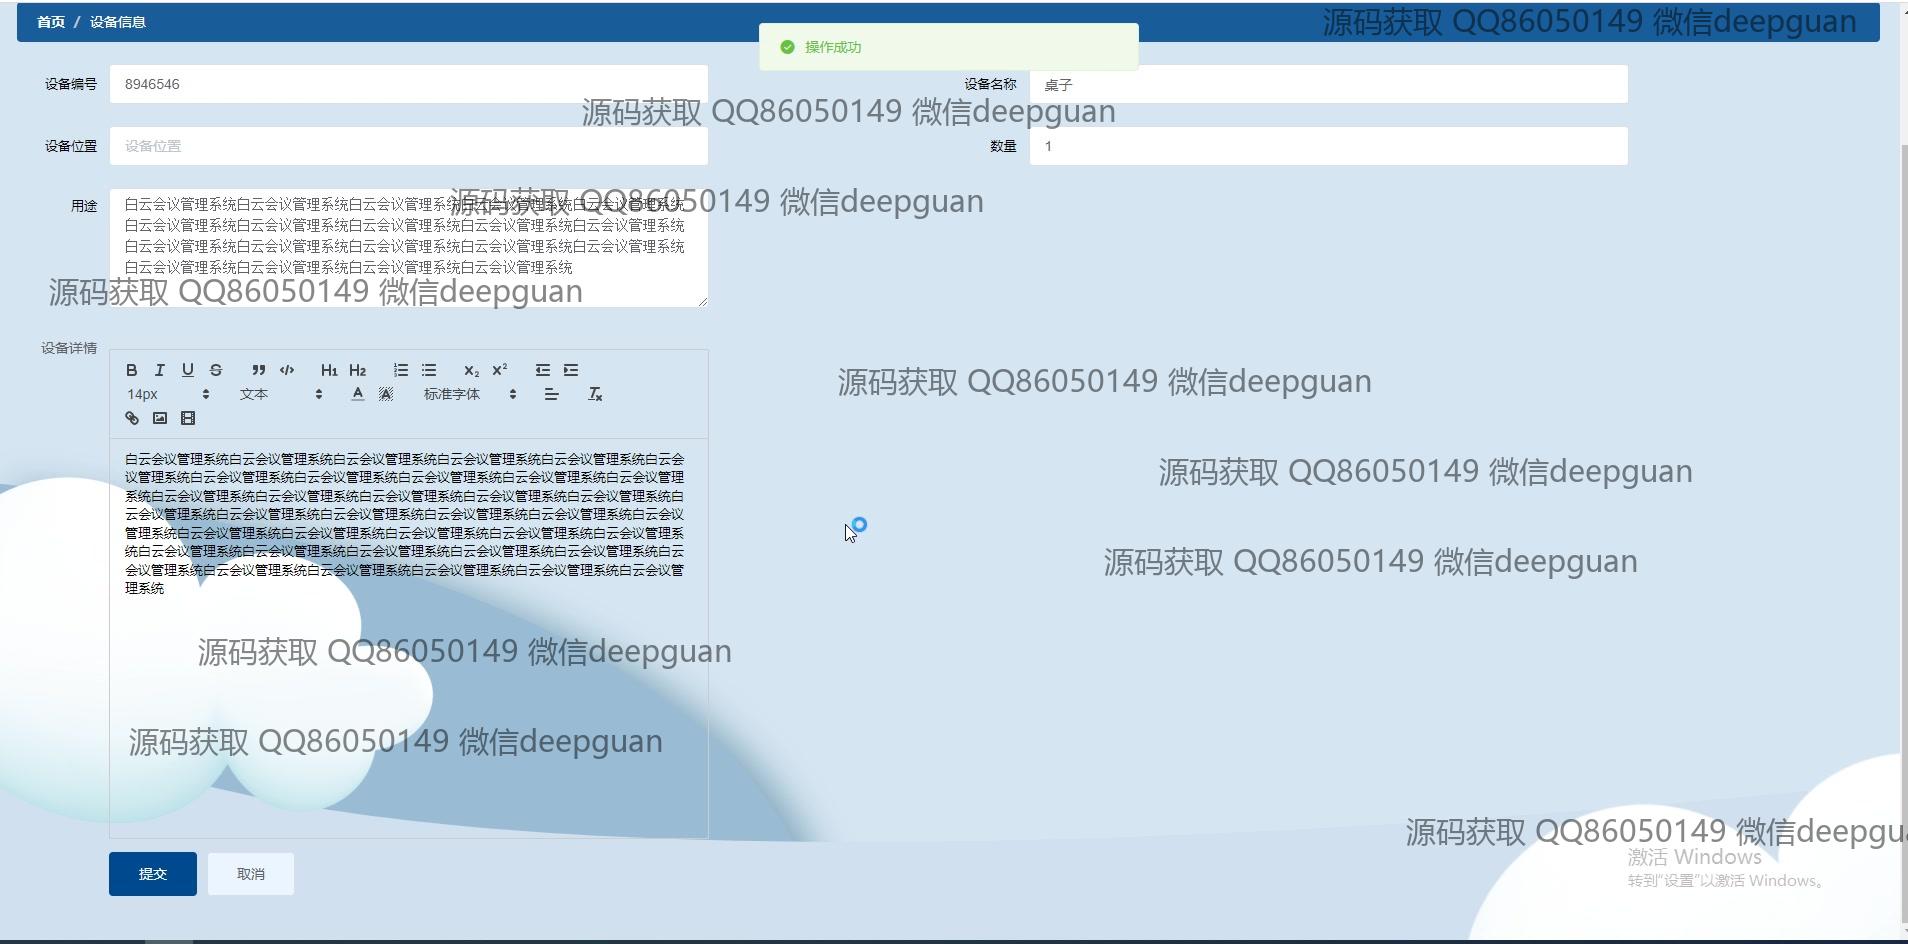 首页 / 设备信息
源码获取 QQ86050149 微信deepguan
操作成功
设备编号 8946546
设备名称 桌子
源码获取 QQ86050149 微信deepguan
设备位置 设备位置
数量 1
用途
白云会议管理系统白云会议管理系统白云会议管理系统白云会议管理系统白云会议管理系统
源码获取 QQ86050149 微信deepguan
白云会议管理系统白云会议管理系统白云会议管理系统白云会议管理系统白云会议管理系统
白云会议管理系统白云会议管理系统白云会议管理系统白云会议管理系统白云会议管理系统
白云会议管理系统白云会议管理系统白云会议管理系统白云会议管理系统
源码获取 QQ86050149 微信deepguan
设备详情
B I U S H1 H2 x2 x2
14px 文本 A A 标准字体 Tx
源码获取 QQ86050149 微信deepguan
白云会议管理系统白云会议管理系统白云会议管理系统白云会议管理系统白云会议管理系统白云会
议管理系统白云会议管理系统白云会议管理系统白云会议管理系统白云会议管理系统白云会议管理
系统白云会议管理系统白云会议管理系统白云会议管理系统白云会议管理系统白云会议管理系统白
云会议管理系统白云会议管理系统白云会议管理系统白云会议管理系统白云会议管理系统白云会议
管理系统白云会议管理系统白云会议管理系统白云会议管理系统白云会议管理系统白云会议管理系
统白云会议管理系统白云会议管理系统白云会议管理系统白云会议管理系统白云会议管理系统白云
会议管理系统白云会议管理系统白云会议管理系统白云会议管理系统白云会议管理系统白云会议管
理系统
源码获取 QQ86050149 微信deepguan
源码获取 QQ86050149 微信deepguan
源码获取 QQ86050149 微信deepguan
源码获取 QQ86050149 微信deepguan
源码获取 QQ86050149 微信deepgua
激活 Windows
转到"设置"以激活 Windows。
提交 取消